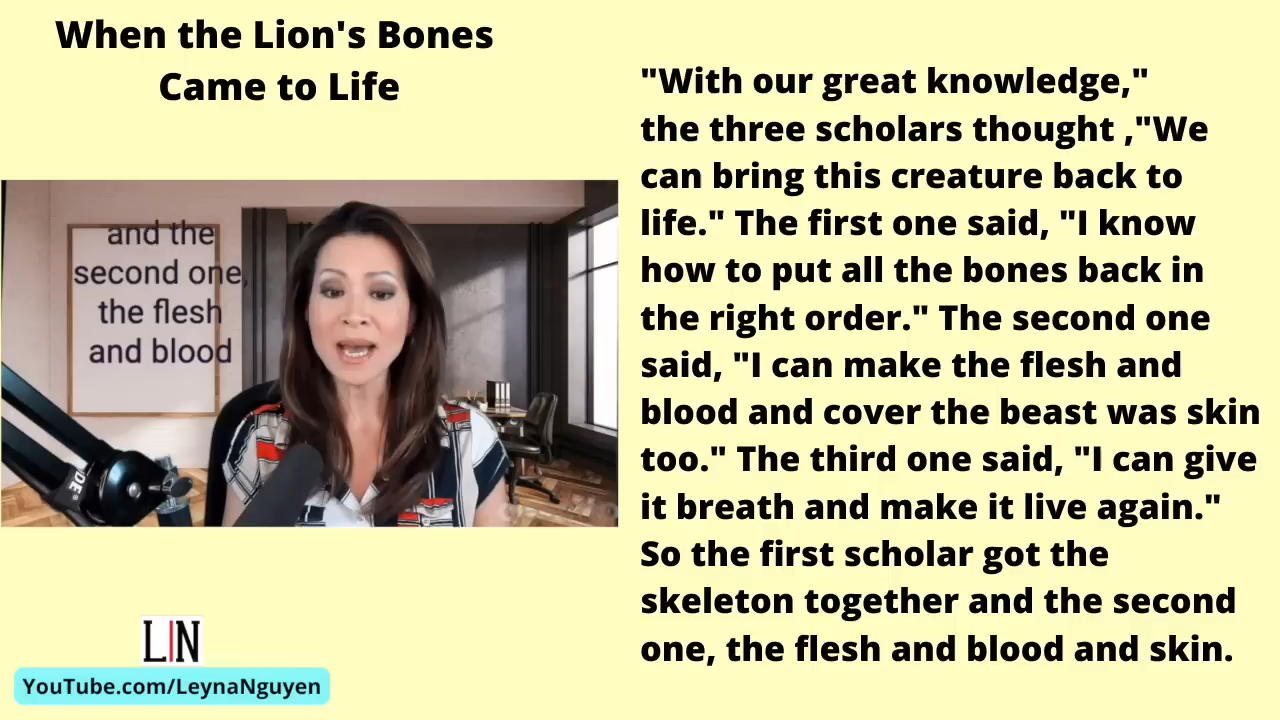 When the Lion's Bones
Came to Life
and the
second one,
the flesh
and blood
DE
LIN
YouTube.com/LeynaNguyen
"With our great knowledge,"
the three scholars thought ,"We
can bring this creature back to
life." The first one said, "I know
how to put all the bones back in
the right order." The second one
said, "I can make the flesh and
blood and cover the beast was skin
too." The third one said, "I can give
it breath and make it live again."
So the first scholar got the
skeleton together and the second
one, the flesh and blood and skin.